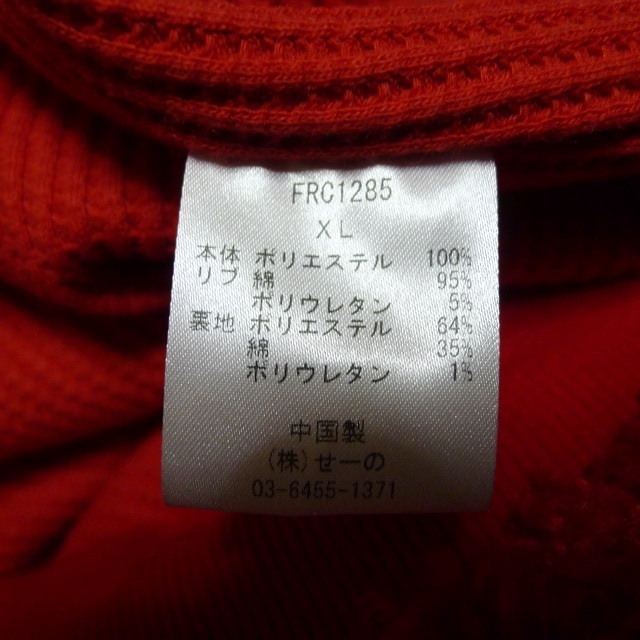 FRC1285
XL
本体 ポリエステル 100%
リブ 綿 95%
ポリウレタン 5%
裏地 ポリエステル 64%
綿 35%
ポリウレタン 1%
中国製
(株)せーの
03-6455-1371